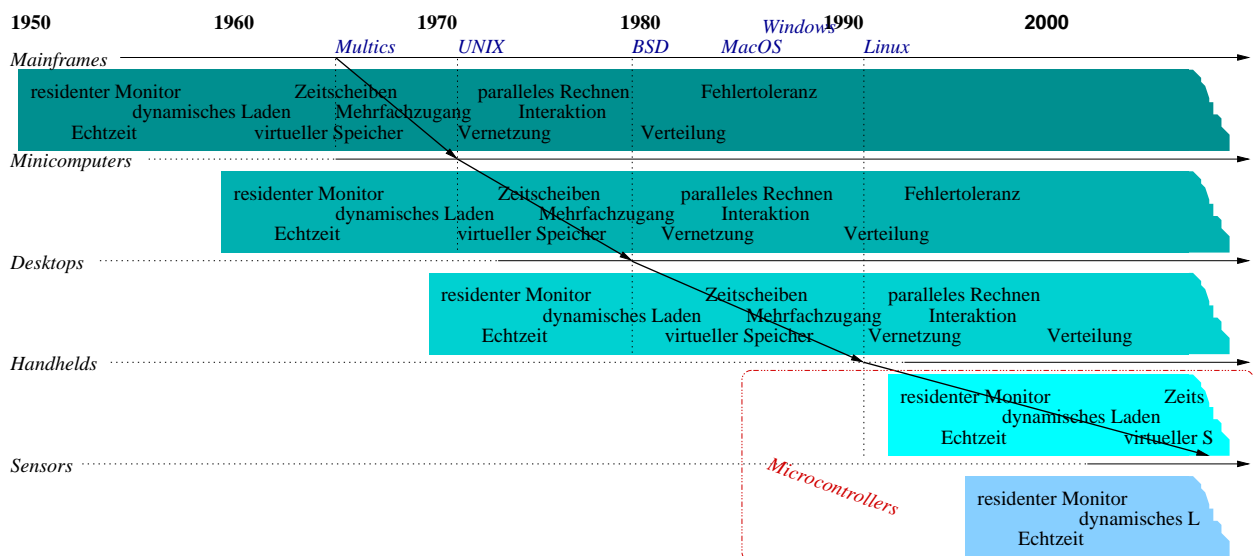 1950 1960 1970 1980 1990 2000
Windows
Multics UNIX BSD MacOS Linux
Mainframes
residenter Monitor Zeitscheiben paralleles Rechnen Fehlertoleranz
dynamisches Laden Mehrfachzugang Interaktion
Echtzeit virtueller Speicher Vernetzung Verteilung
Minicomputers
residenter Monitor Zeitscheiben paralleles Rechnen Fehlertoleranz
dynamisches Laden Mehrfachzugang Interaktion
Echtzeit virtueller Speicher Vernetzung Verteilung
Desktops
residenter Monitor Zeitscheiben paralleles Rechnen
dynamisches Laden Mehrfachzugang Interaktion
Echtzeit virtueller Speicher Vernetzung Verteilung
Handhelds
residenter Monitor Zeits
dynamisches Laden
Echtzeit virtueller S
Sensors
Microcontrollers
residenter Monitor
dynamisches L
Echtzeit